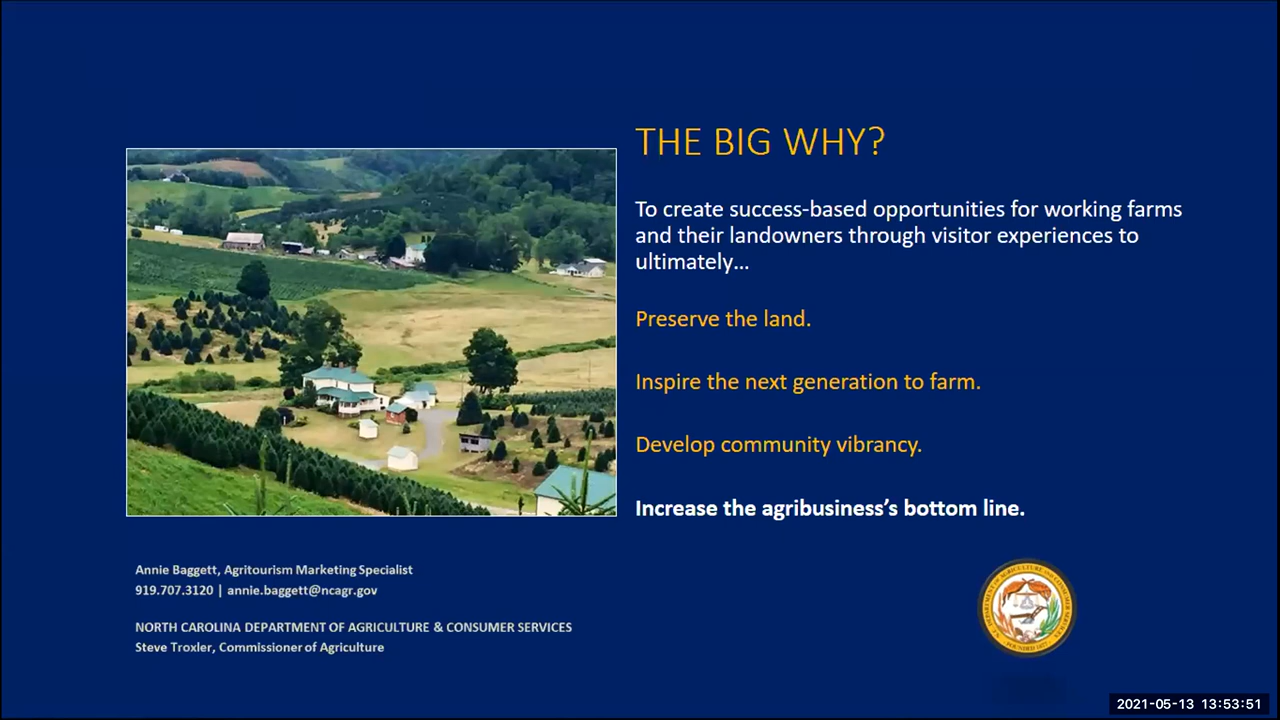 THE BIG WHY?
To create success-based opportunities for working farms
and their landowners through visitor experiences to
ultimately…
Preserve the land.
Inspire the next generation to farm.
Develop community vibrancy.
Increase the agribusiness’s bottom line.
Annie Baggett, Agritourism Marketing Specialist
919.707.3120 | annie.baggett@ncagr.gov
NORTH CAROLINA DEPARTMENT OF AGRICULTURE & CONSUMER SERVICES
Steve Troxler, Commissioner of Agriculture
FOUNDED 1877
2021-05-13 13:53:51